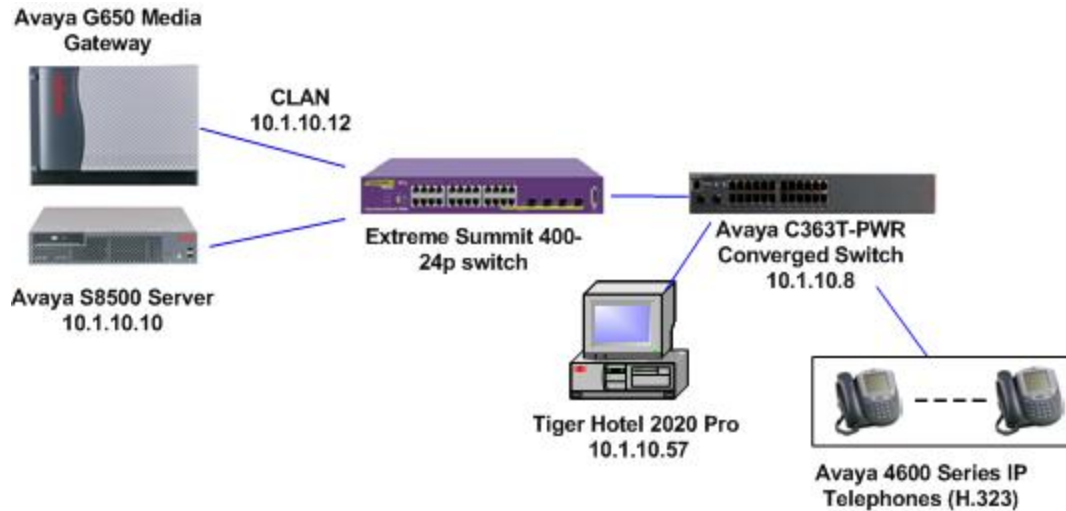 Avaya G650 Media
Gateway
CLAN
10.1.10.12
Extreme Summit 400-
24p switch
Avaya C363T-PWR
Converged Switch
10.1.10.8
Avaya S8500 Server
10.1.10.10
Tiger Hotel 2020 Pro
10.1.10.57
Avaya 4600 Series IP
Telephones (H.323)